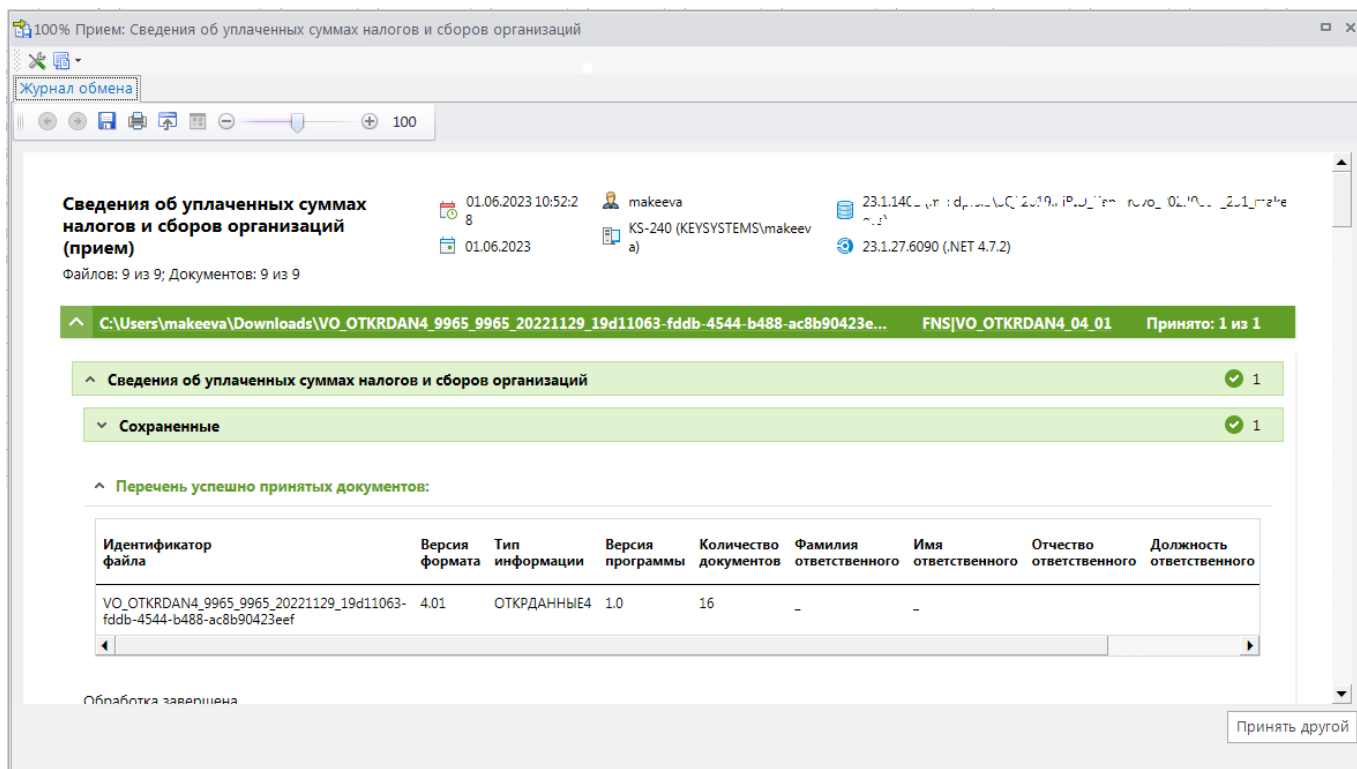 100% Прием: Сведения об уплаченных суммах налогов и сборов организаций
Журнал обмена
100
Сведения об уплаченных суммах
налогов и сборов организаций
(прием)
Файлов: 9 из 9; Документов: 9 из 9
01.06.2023 10:52:2
8
01.06.2023
makeeva
KS-240 (KEYSYSTEMS\makeev
a)
23.1.27.6090 (.NET 4.7.2)
C:\Users\makeeva\Downloads\VO_OTKRDAN4_9965_9965_20221129_19d11063-fddb-4544-b488-ac8b90423e... FNS|VO_OTKRDAN4_04_01 Принято: 1 из 1
Сведения об уплаченных суммах налогов и сборов организаций 1
Сохраненные 1
Перечень успешно принятых документов:
Идентификатор Версия Тип Версия Количество Фамилия Имя Отчество Должность
файла формата информации программы документов ответственного ответственного ответственного ответственного
VO_OTKRDAN4_9965_9965_20221129_19d11063- 4.01 ОТКРДАННЫЕ4 1.0 16 _ _
fddb-4544-b488-ac8b90423eef
Обработка завершена
Принять другой